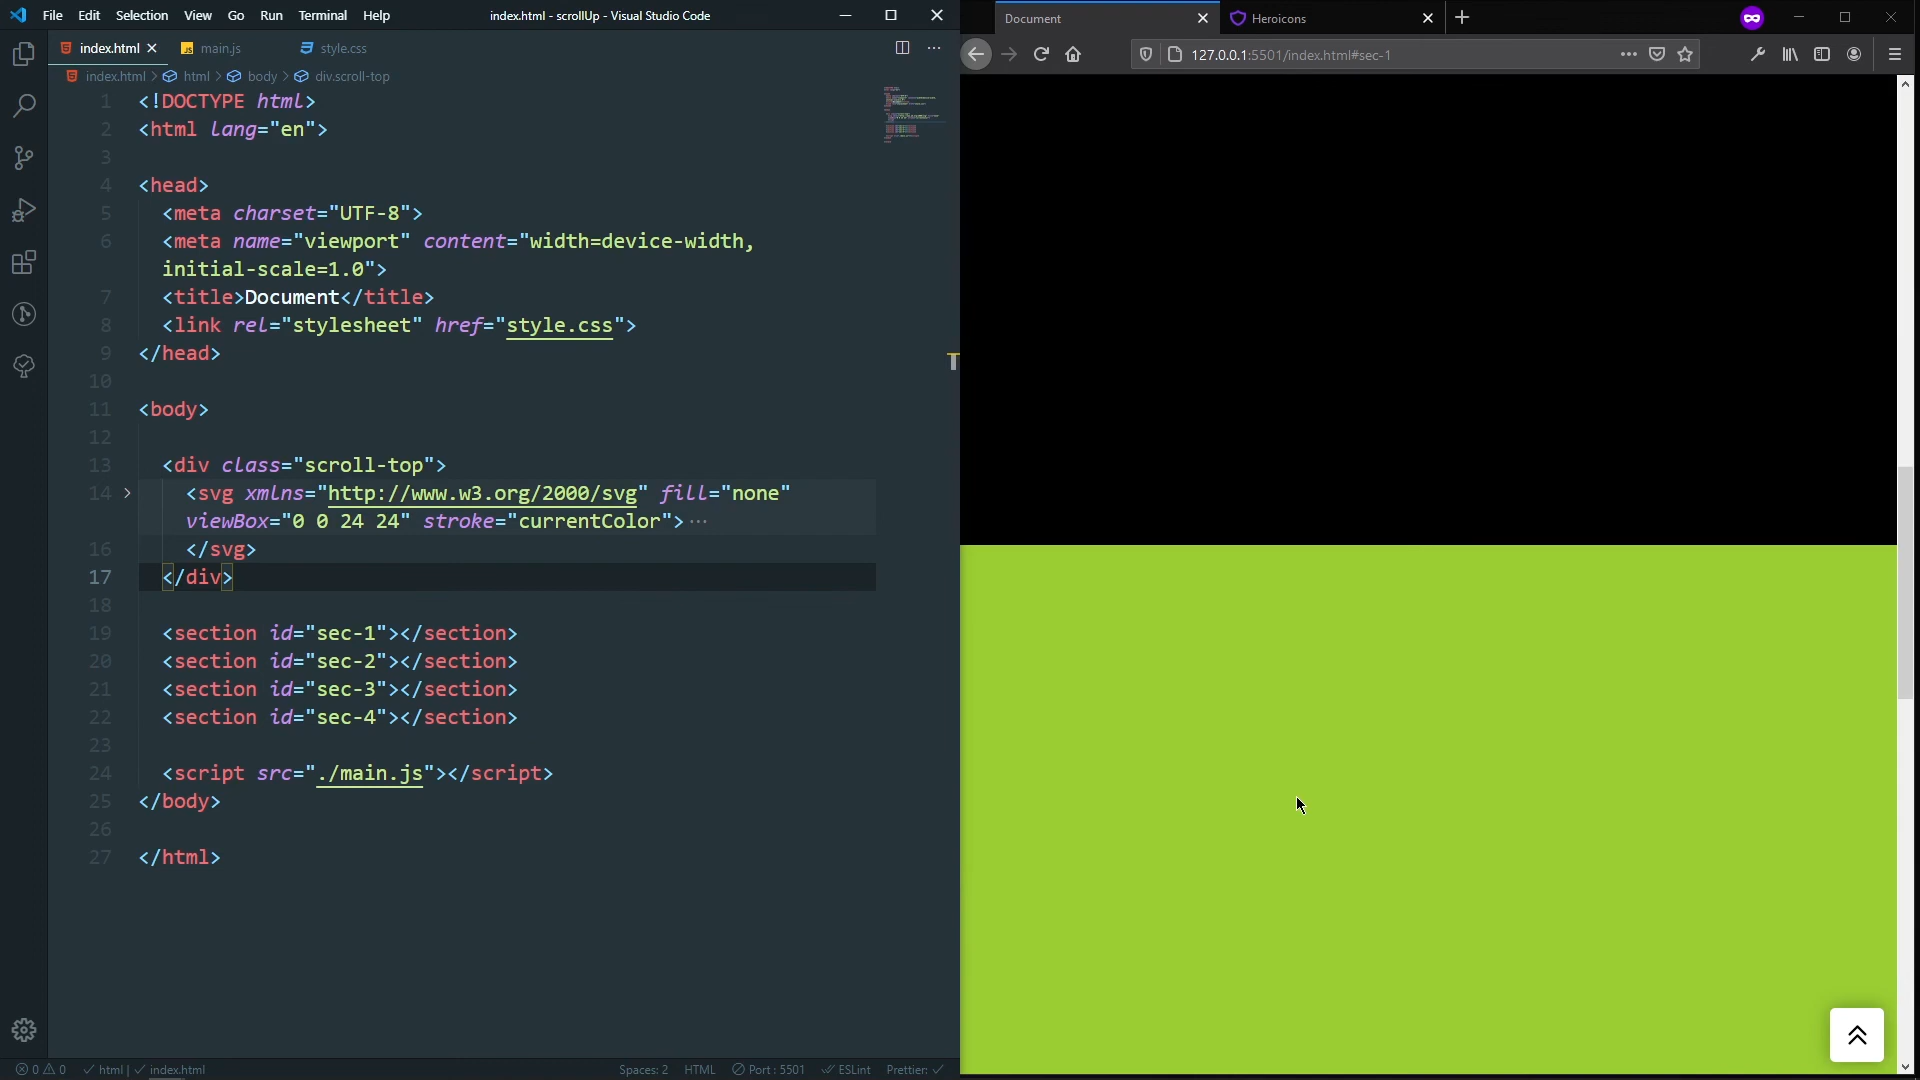 File Edit Selection View Go Run Terminal Help
index.html - scrollUp - Visual Studio Code
index.html
JS main.js
style.css
index.html > html > body > div.scroll-top
1 <!DOCTYPE html>
2 <html lang="en">
3
4 <head>
5 <meta charset="UTF-8">
6 <meta name="viewport" content="width=device-width,
initial-scale=1.0">
7 <title>Document</title>
8 <link rel="stylesheet" href="style.css">
9 </head>
10
11 <body>
12
13 <div class="scroll-top">
14 <svg xmlns="http://www.w3.org/2000/svg" fill="none"
viewBox="0 0 24 24" stroke="currentColor">···
16 </svg>
17 </div>
18
19 <section id="sec-1"></section>
20 <section id="sec-2"></section>
21 <section id="sec-3"></section>
22 <section id="sec-4"></section>
23
24 <script src="./main.js"></script>
25 </body>
26
27 </html>
0 0 html | index.html
Spaces: 2 HTML Port : 5501 ESLint Prettier:
Document
Heroicons
127.0.0.1:5501/index.html#sec-1